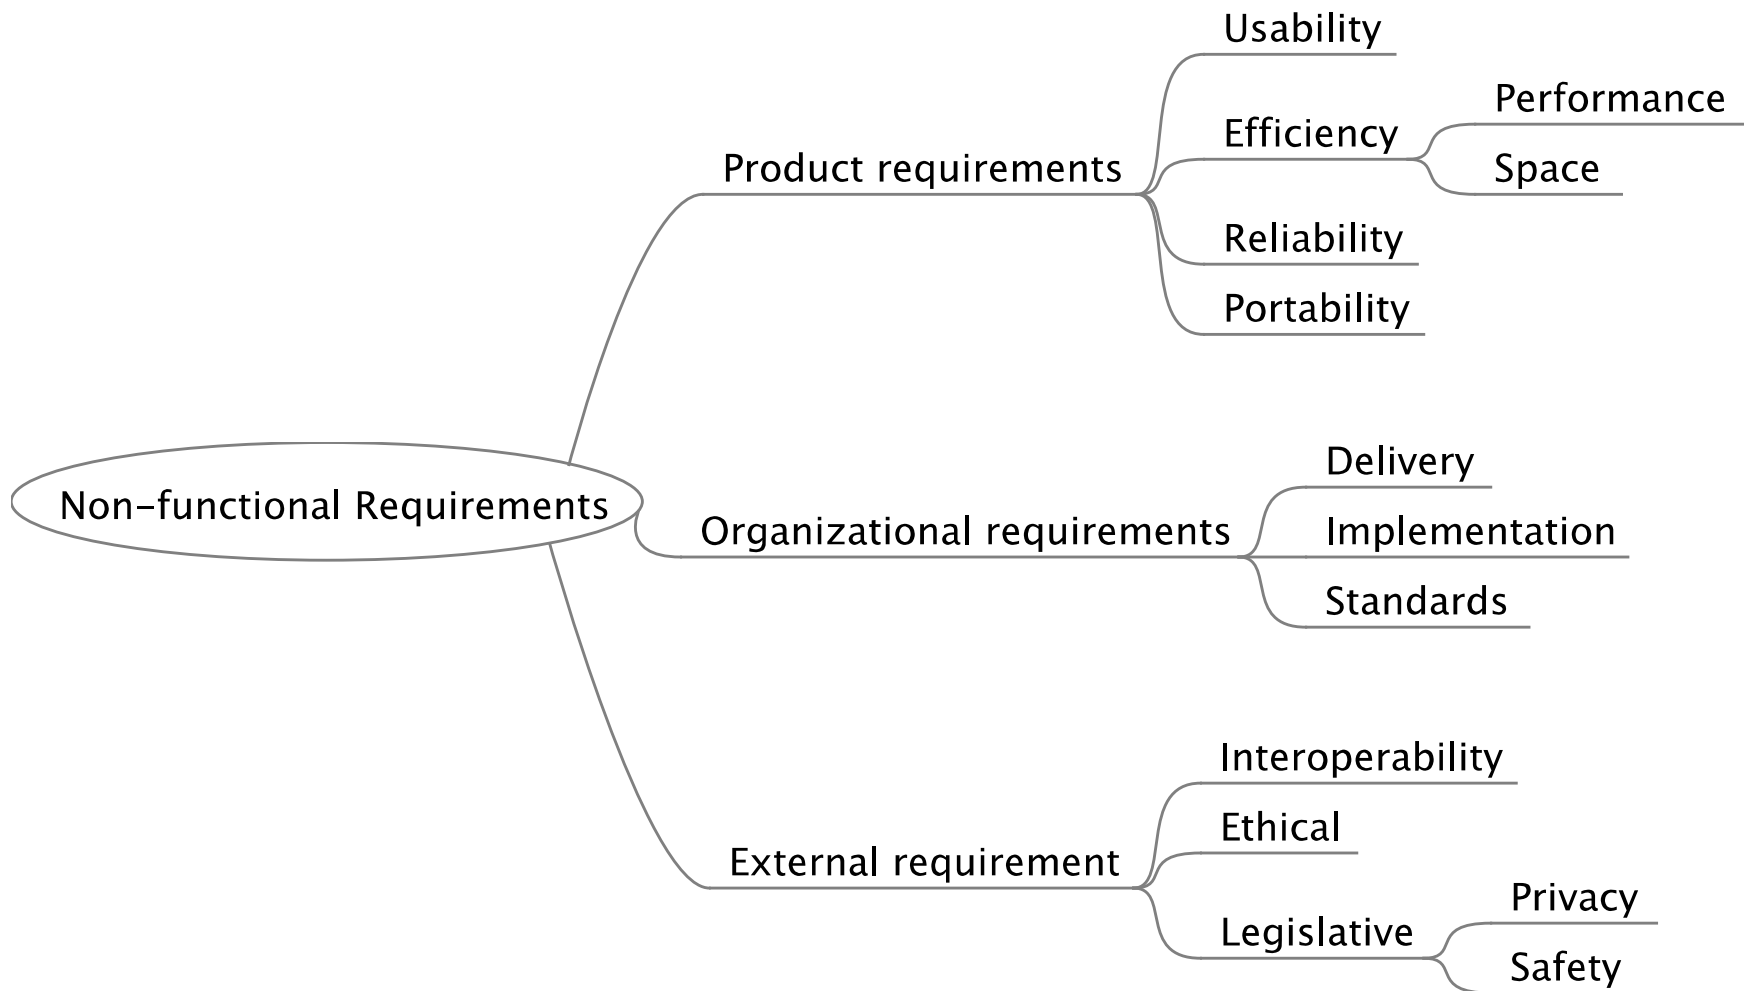 Usability
Performance
Efficiency
Space
Product requirements
Reliability
Portability
Delivery
Non-functional Requirements
Organizational requirements
Implementation
Standards
Interoperability
Ethical
External requirement
Privacy
Legislative
Safety